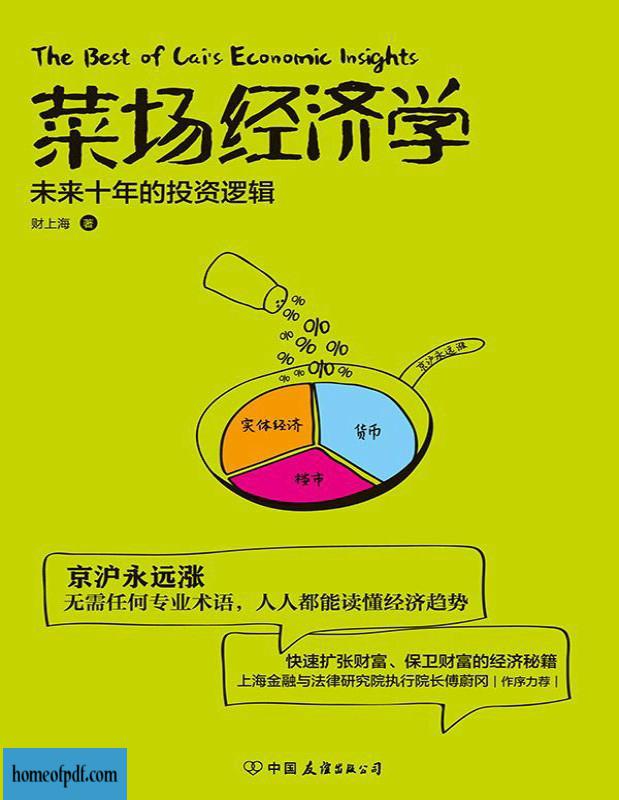 The Best of Cai's Economic Insights
菜场经济学
未来十年的投资逻辑
财上海 著
% % % % % % % % % % %
京沪永远涨
实体经济
货币
楼市
京沪永远涨
无需任何专业术语，人人都能读懂经济趋势
快速扩张财富、保卫财富的经济秘籍
上海金融与法律研究院执行院长傅蔚冈|作序力荐|
中国友谊出版公司
homeofpdf.com